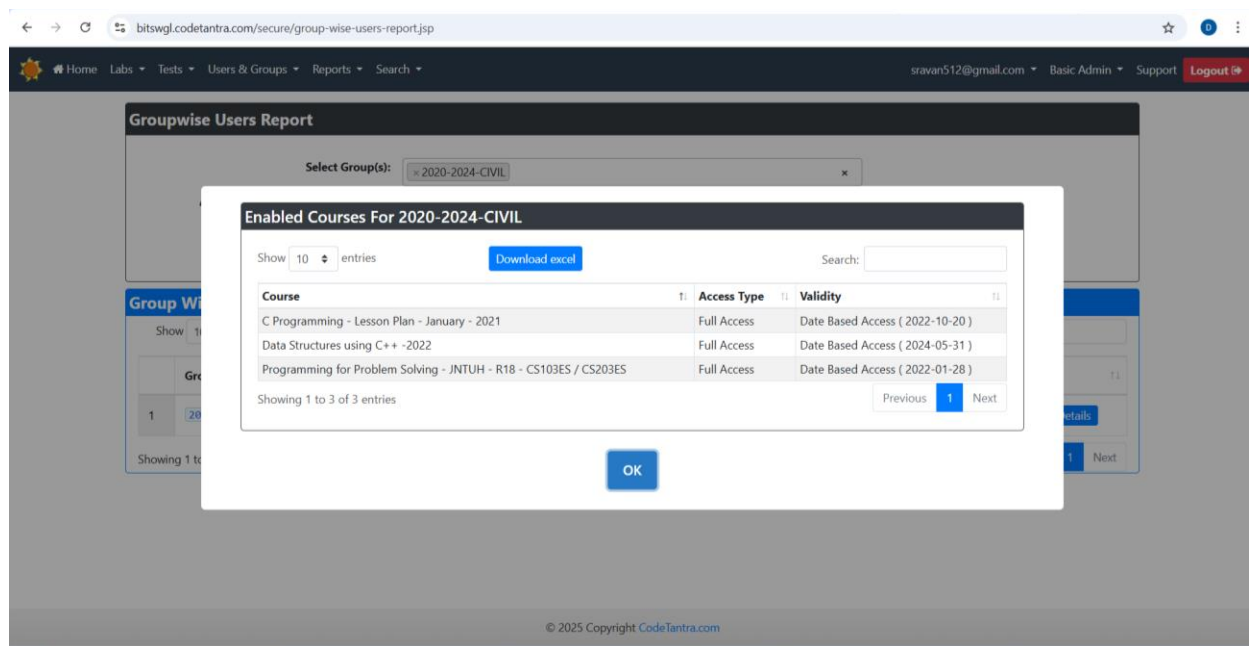 bitswgl.codetantra.com/secure/group-wise-users-report.jsp
D
Home Labs Tests Users & Groups Reports Search sravan512@gmail.com Basic Admin Support Logout
Groupwise Users Report
Select Group(s): × 2020-2024-CIVIL ×
Enabled Courses For 2020-2024-CIVIL
Show 10 entries Download excel Search:
Course Access Type Validity
C Programming - Lesson Plan - January - 2021 Full Access Date Based Access ( 2022-10-20 )
Data Structures using C++ -2022 Full Access Date Based Access ( 2024-05-31 )
Programming for Problem Solving - JNTUH - R18 - CS103ES / CS203ES Full Access Date Based Access ( 2022-01-28 )
Showing 1 to 3 of 3 entries Previous 1 Next
OK
Group Wi
Show
1
Showing 1 1 Next
© 2025 Copyright CodeTantra.com